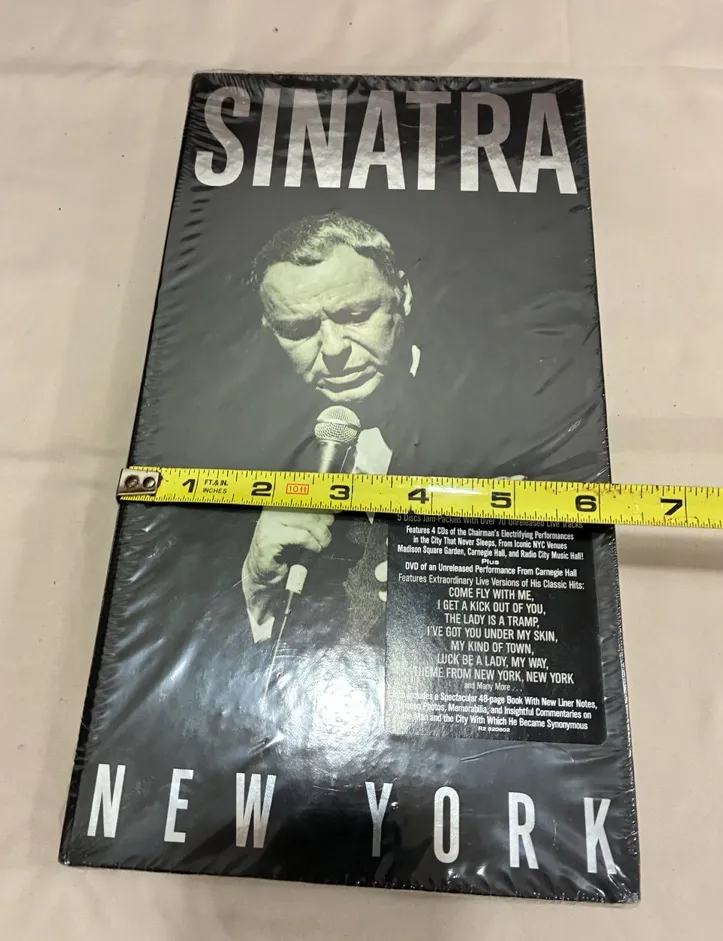 SINATRA
1 FT.& IN. INCHES 2 10 ft 3 4 5 6 7
5 Discs Jam-Packed With Over 70 Unreleased Live Tracks
Features 4 CDs of the Chairman's Electrifying Performances
in the City That Never Sleeps, From Iconic NYC Venues
Madison Square Garden, Carnegie Hall, and Radio City Music Hall!
Plus
DVD of an Unreleased Performance From Carnegie Hall
Features Extraordinary Live Versions of His Classic Hits:
COME FLY WITH ME,
I GET A KICK OUT OF YOU,
THE LADY IS A TRAMP,
I'VE GOT YOU UNDER MY SKIN,
MY KIND OF TOWN,
LUCK BE A LADY, MY WAY,
THEME FROM NEW YORK, NEW YORK
and Many More . . .
Includes a Spectacular 48-page Book With New Liner Notes,
Photos, Memorabilia, and Insightful Commentaries on
Man and the City With Which He Became Synonymous
R2 520602
NEW YORK